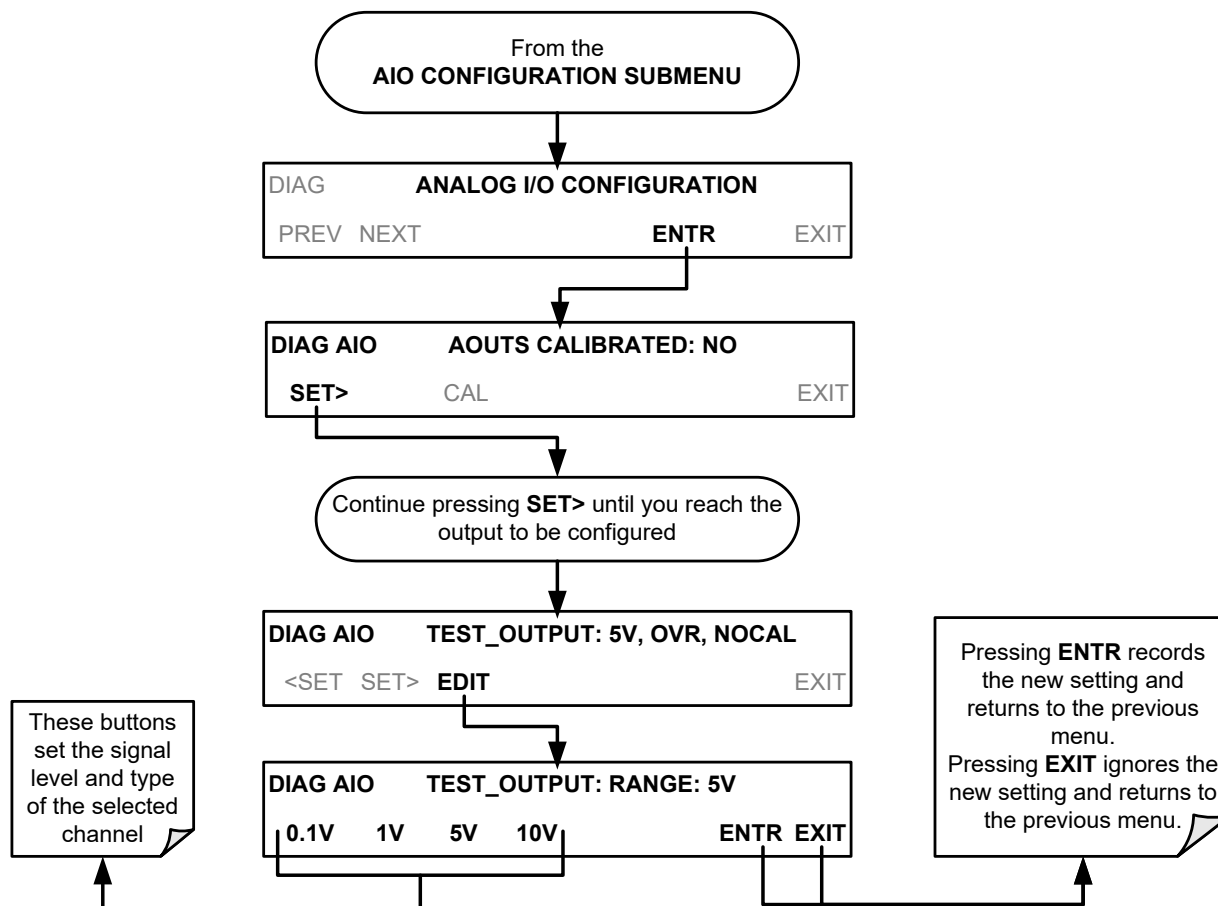 From the
AIO CONFIGURATION SUBMENU
DIAG ANALOG I/O CONFIGURATION
PREV NEXT ENTR EXIT
DIAG AIO AOUTS CALIBRATED: NO
SET> CAL EXIT
Continue pressing SET> until you reach the
output to be configured
DIAG AIO TEST_OUTPUT: 5V, OVR, NOCAL
<SET SET> EDIT EXIT
These buttons
set the signal
level and type
of the selected
channel
DIAG AIO TEST_OUTPUT: RANGE: 5V
0.1V 1V 5V 10V ENTR EXIT
Pressing ENTR records
the new setting and
returns to the previous
menu.
Pressing EXIT ignores the
new setting and returns to
the previous menu.